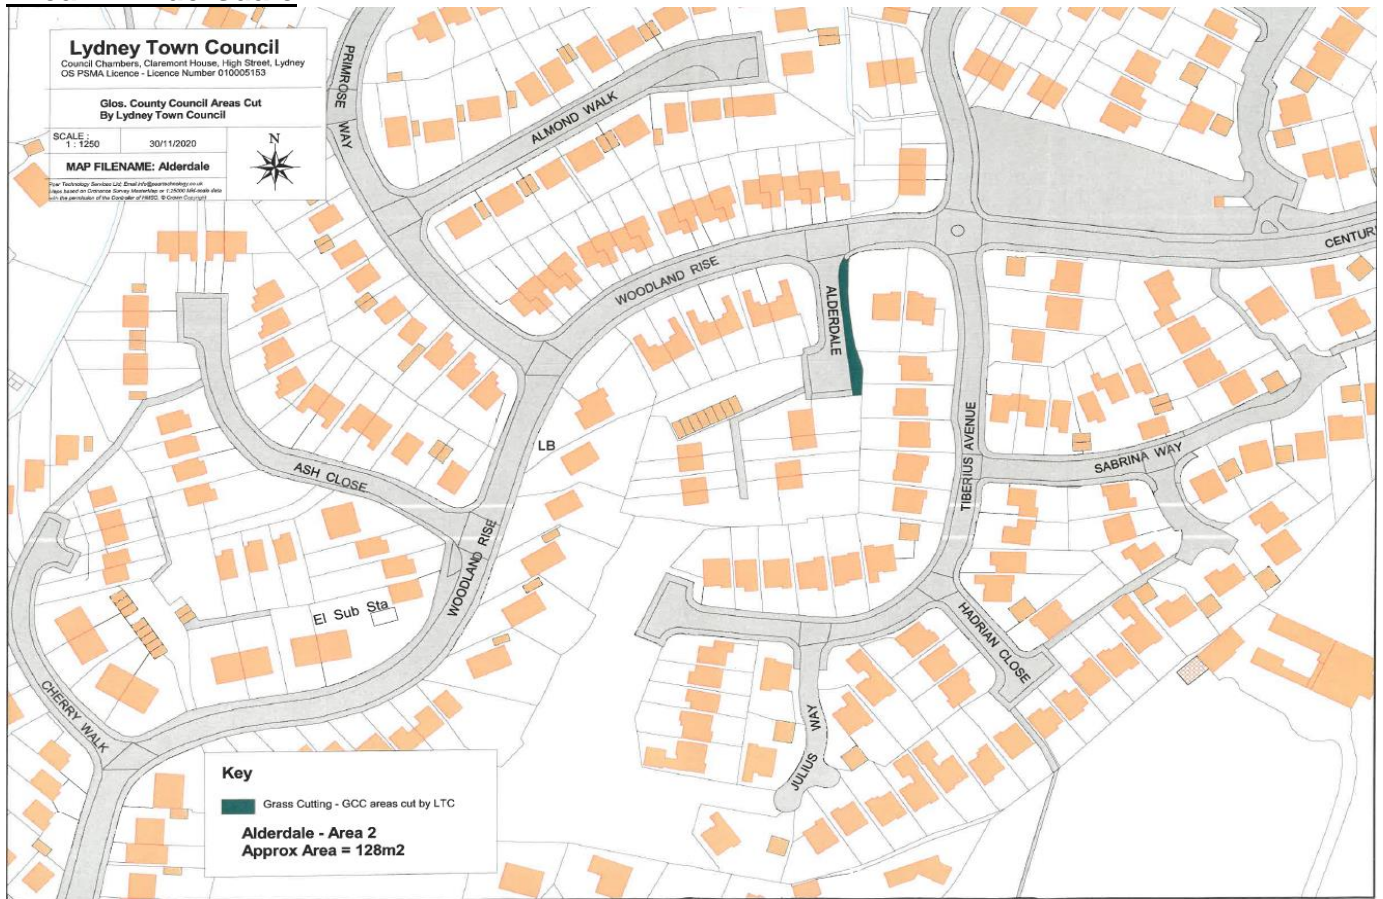 Lydney Town Council
Council Chambers, Claremont House, High Street, Lydney
OS PSMA Licence - Licence Number 010005153
Glos. County Council Areas Cut
By Lydney Town Council
SCALE :
1 : 1250
30/11/2020
N
MAP FILENAME: Alderdale
PRIMROSE WAY
ALMOND WALK
WOODLAND RISE
ALDERDALE
CENTUR
TIBERIUS AVENUE
SABRINA WAY
LB
ASH CLOSE
WOODLAND RISE
El Sub Sta
HADRIAN CLOSE
CHERRY WALK
JULIUS WAY
Key
Grass Cutting - GCC areas cut by LTC
Alderdale - Area 2
Approx Area = 128m2